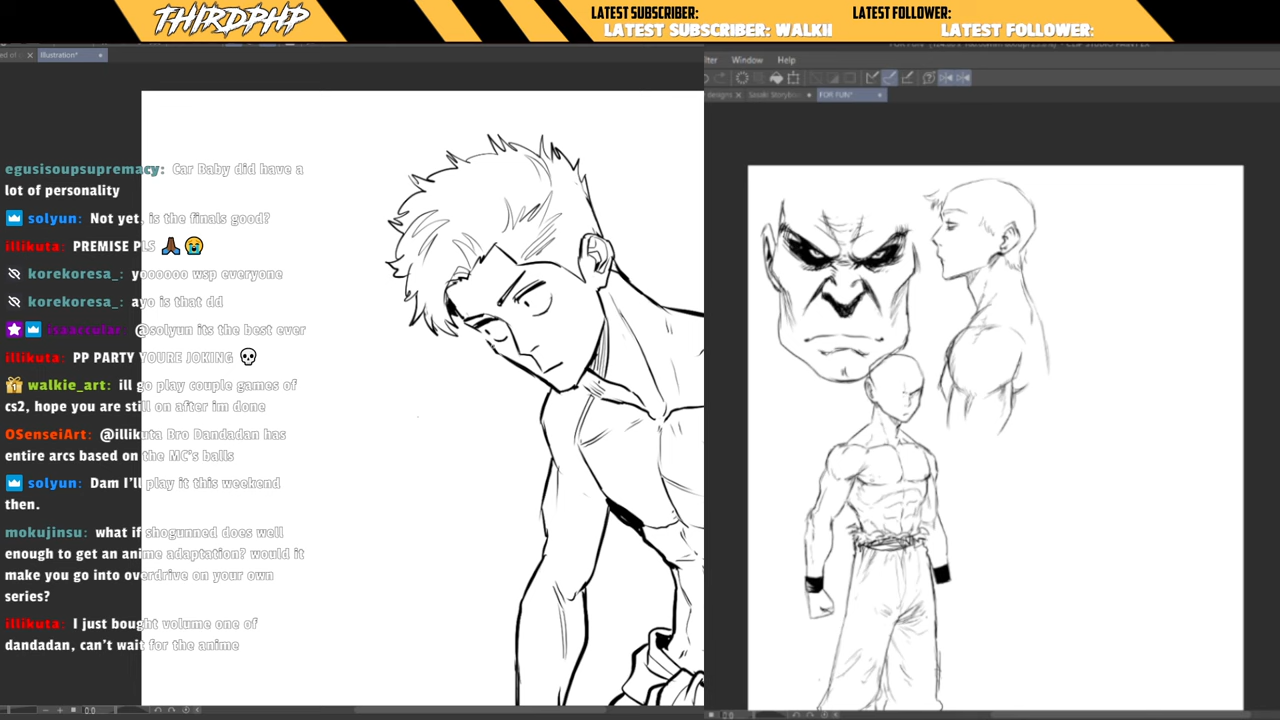 THIRDPHP
LATEST SUBSCRIBER:
LATEST SUBSCRIBER: WALKII
LATEST FOLLOWER:
LATEST FOLLOWER:
Illustration*
Window Help
FOR FUN*
egusisoupsupremacy: Car Baby did have a
lot of personality
solyun: Not yet, is the finals good?
illikuta: PREMISE PLS 🙏🏾 😭
korekoresa_: yoooooo wsp everyone
korekoresa_: ayo is that dd
isaaccular: @solyun its the best ever
illikuta: PP PARTY YOURE JOKING 💀
walkie_art: ill go play couple games of
cs2, hope you are still on after im done
OSenseiArt: @illikuta Bro Dandadan has
entire arcs based on the MC's balls
solyun: Dam I'll play it this weekend
then.
mokujinsu: what if shogunned does well
enough to get an anime adaptation? would it
make you go into overdrive on your own
series?
illikuta: I just bought volume one of
dandadan, can't wait for the anime